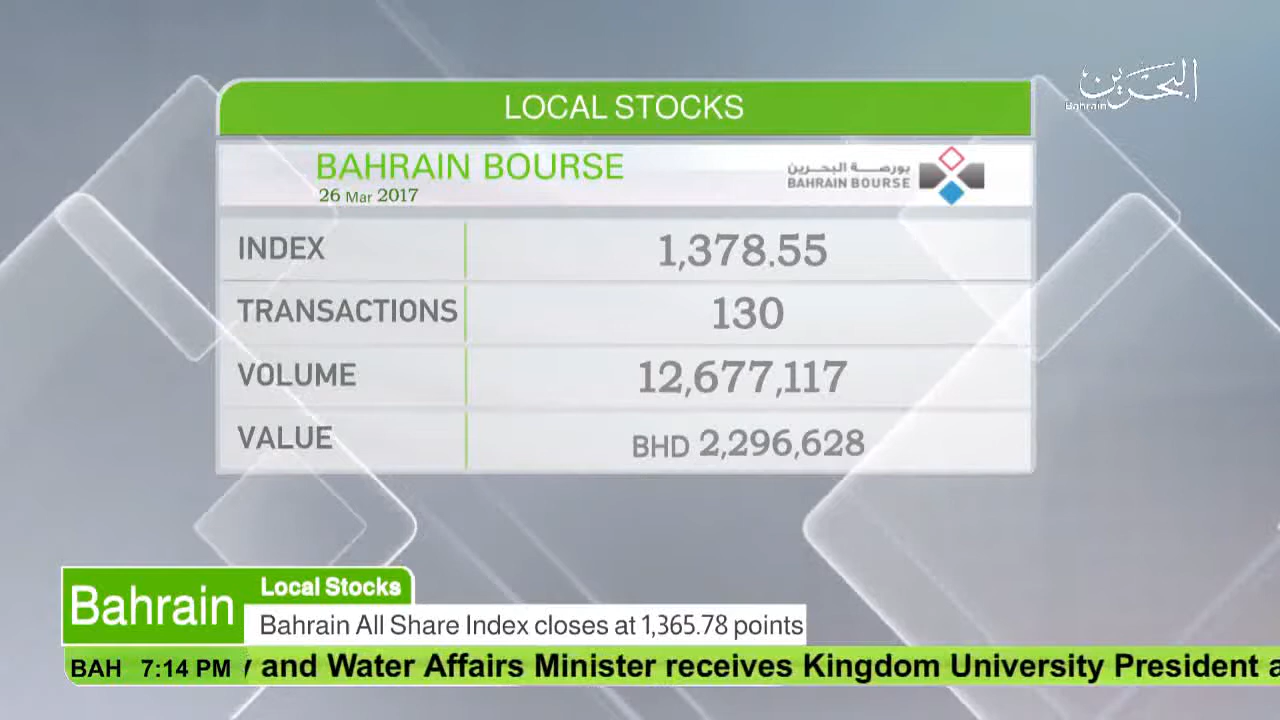 LOCAL STOCKS
البحرين
Bahrain
BAHRAIN BOURSE
26 Mar 2017
بورصة البحرين
BAHRAIN BOURSE
INDEX 1,378.55
TRANSACTIONS 130
VOLUME 12,677,117
VALUE BHD 2,296,628
Bahrain
Local Stocks
Bahrain All Share Index closes at 1,365.78 points
BAH 7:14 PM and Water Affairs Minister receives Kingdom University President